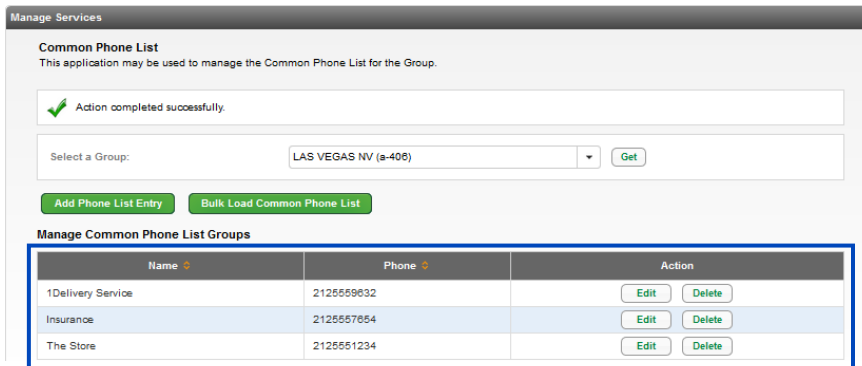 Manage Services
Common Phone List
This application may be used to manage the Common Phone List for the Group.
Action completed successfully.
Select a Group: LAS VEGAS NV (a-406) Get
Add Phone List Entry Bulk Load Common Phone List
Manage Common Phone List Groups
Name Phone Action
1Delivery Service 2125559632 Edit Delete
Insurance 2125557654 Edit Delete
The Store 2125551234 Edit Delete